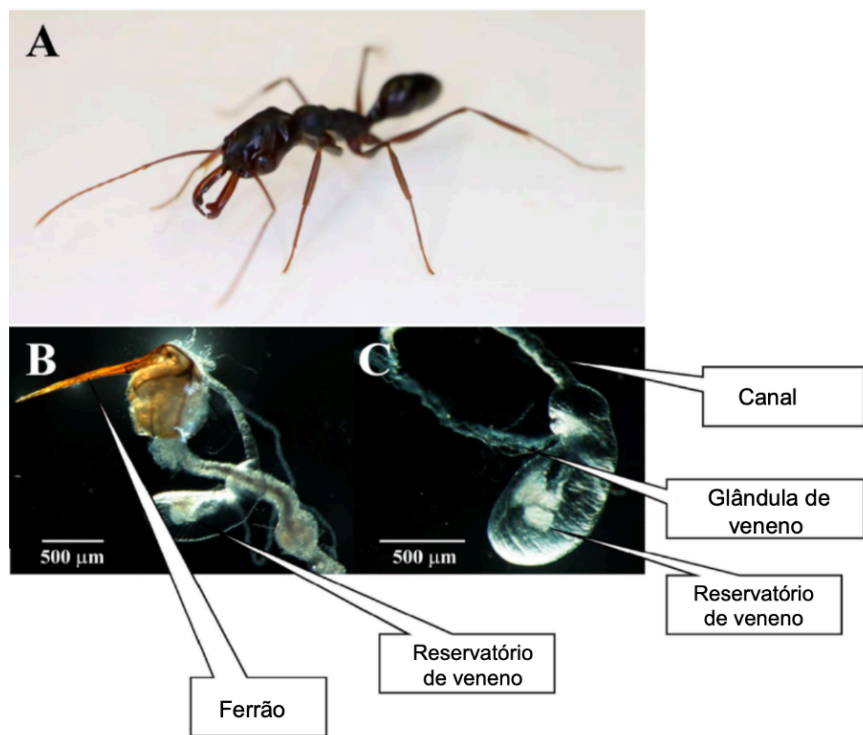 A
B
C
500 µm
500 µm
Canal
Glândula de
veneno
Reservatório
de veneno
Reservatório
de veneno
Ferrão